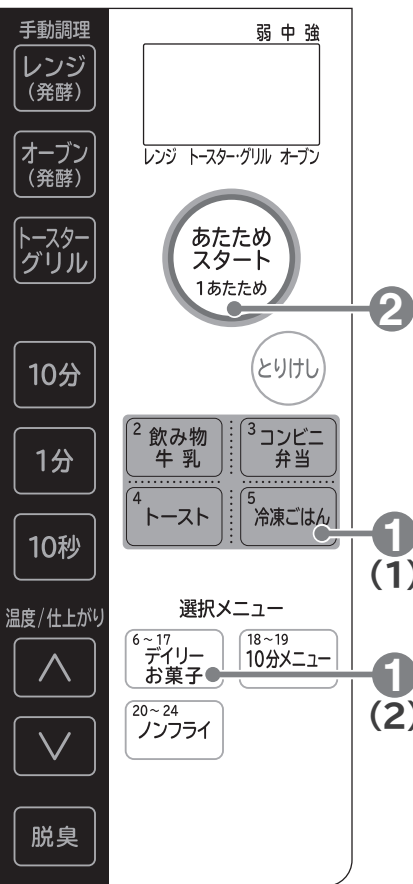 手動調理
レンジ
(発酵)
オーブン
(発酵)
トースター
グリル
10分
1分
10秒
温度/仕上がり
脱臭
弱 中 強
レンジ トースター・グリル オーブン
あたため
スタート
1あたため
2
とりけし
2 飲み物
牛乳
3 コンビニ
弁当
4
トースト
5
冷凍ごはん
1
(1)
選択メニュー
6~17
デイリー
お菓子
18~19
10分メニュー
1
(2)
20~24
ノンフライ